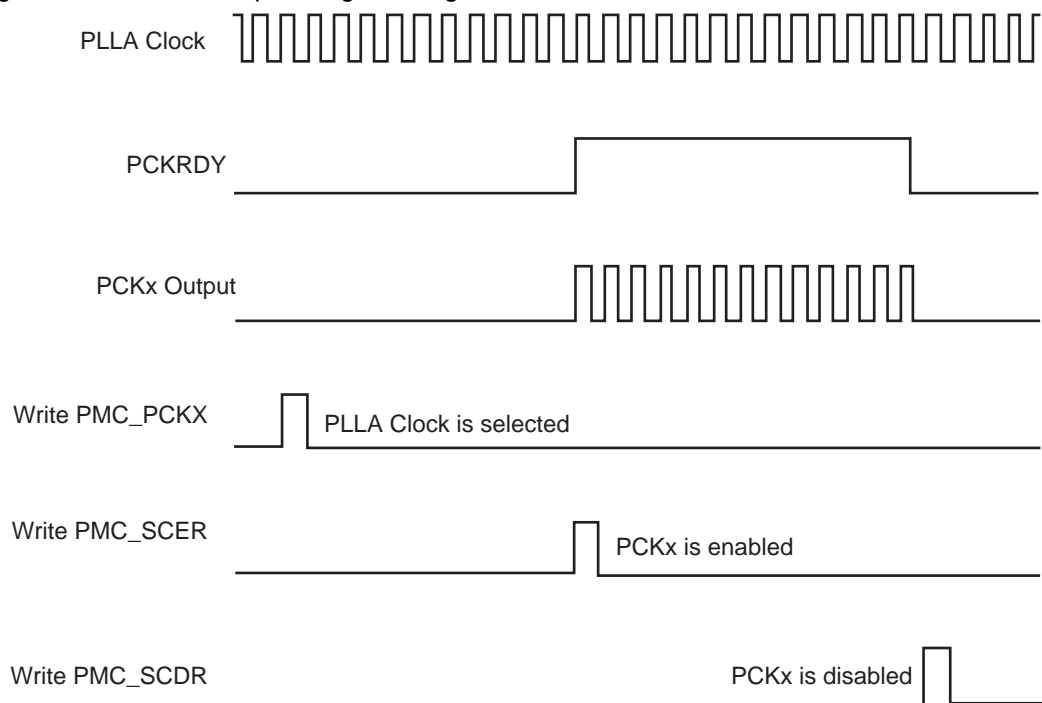 PLLA Clock
PCKRDY
PCKx Output
Write PMC_PCKX
PLLA Clock is selected
Write PMC_SCER
PCKx is enabled
Write PMC_SCDR
PCKx is disabled